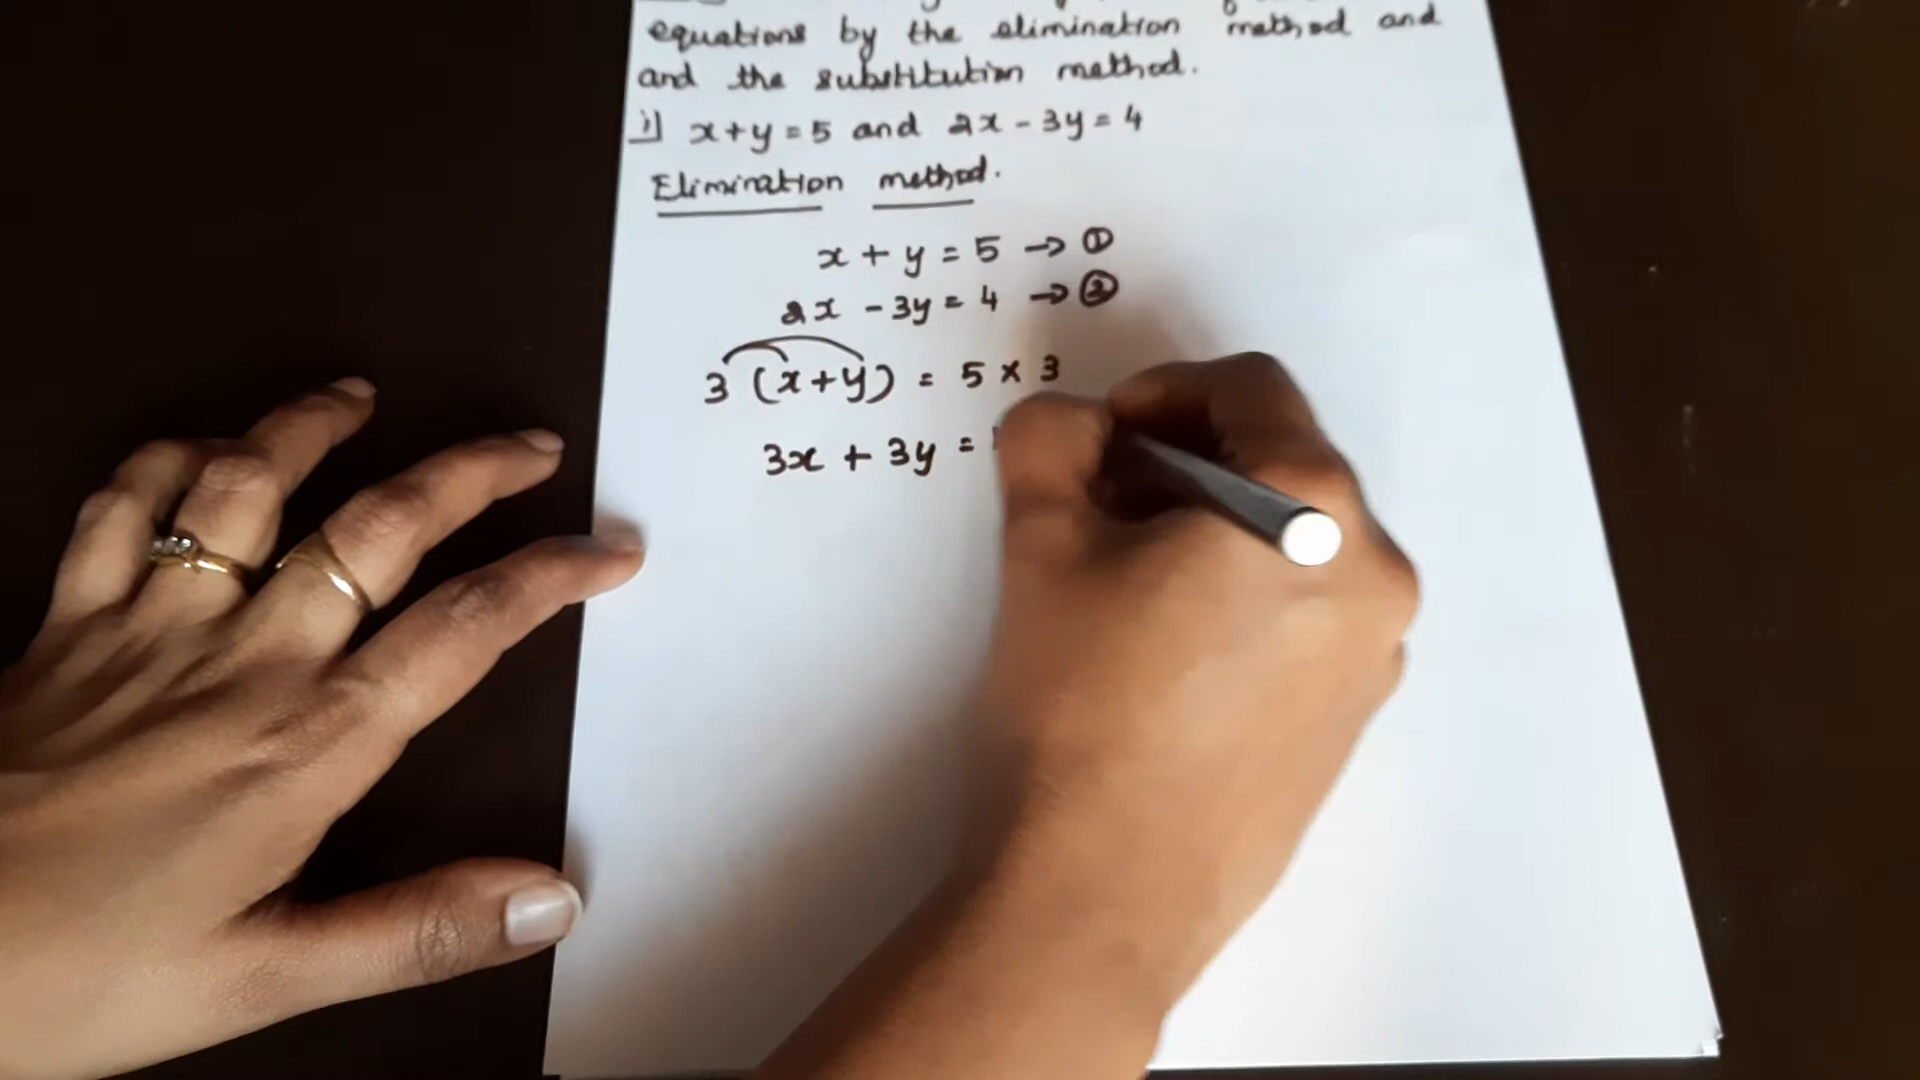 equations by the elimination method and
and the substitution method.
i) x+y=5 and 2x-3y=4
Elimination method.
x + y = 5 → ①
2x - 3y = 4 → ②
3 (x+y) = 5 × 3
3x + 3y =